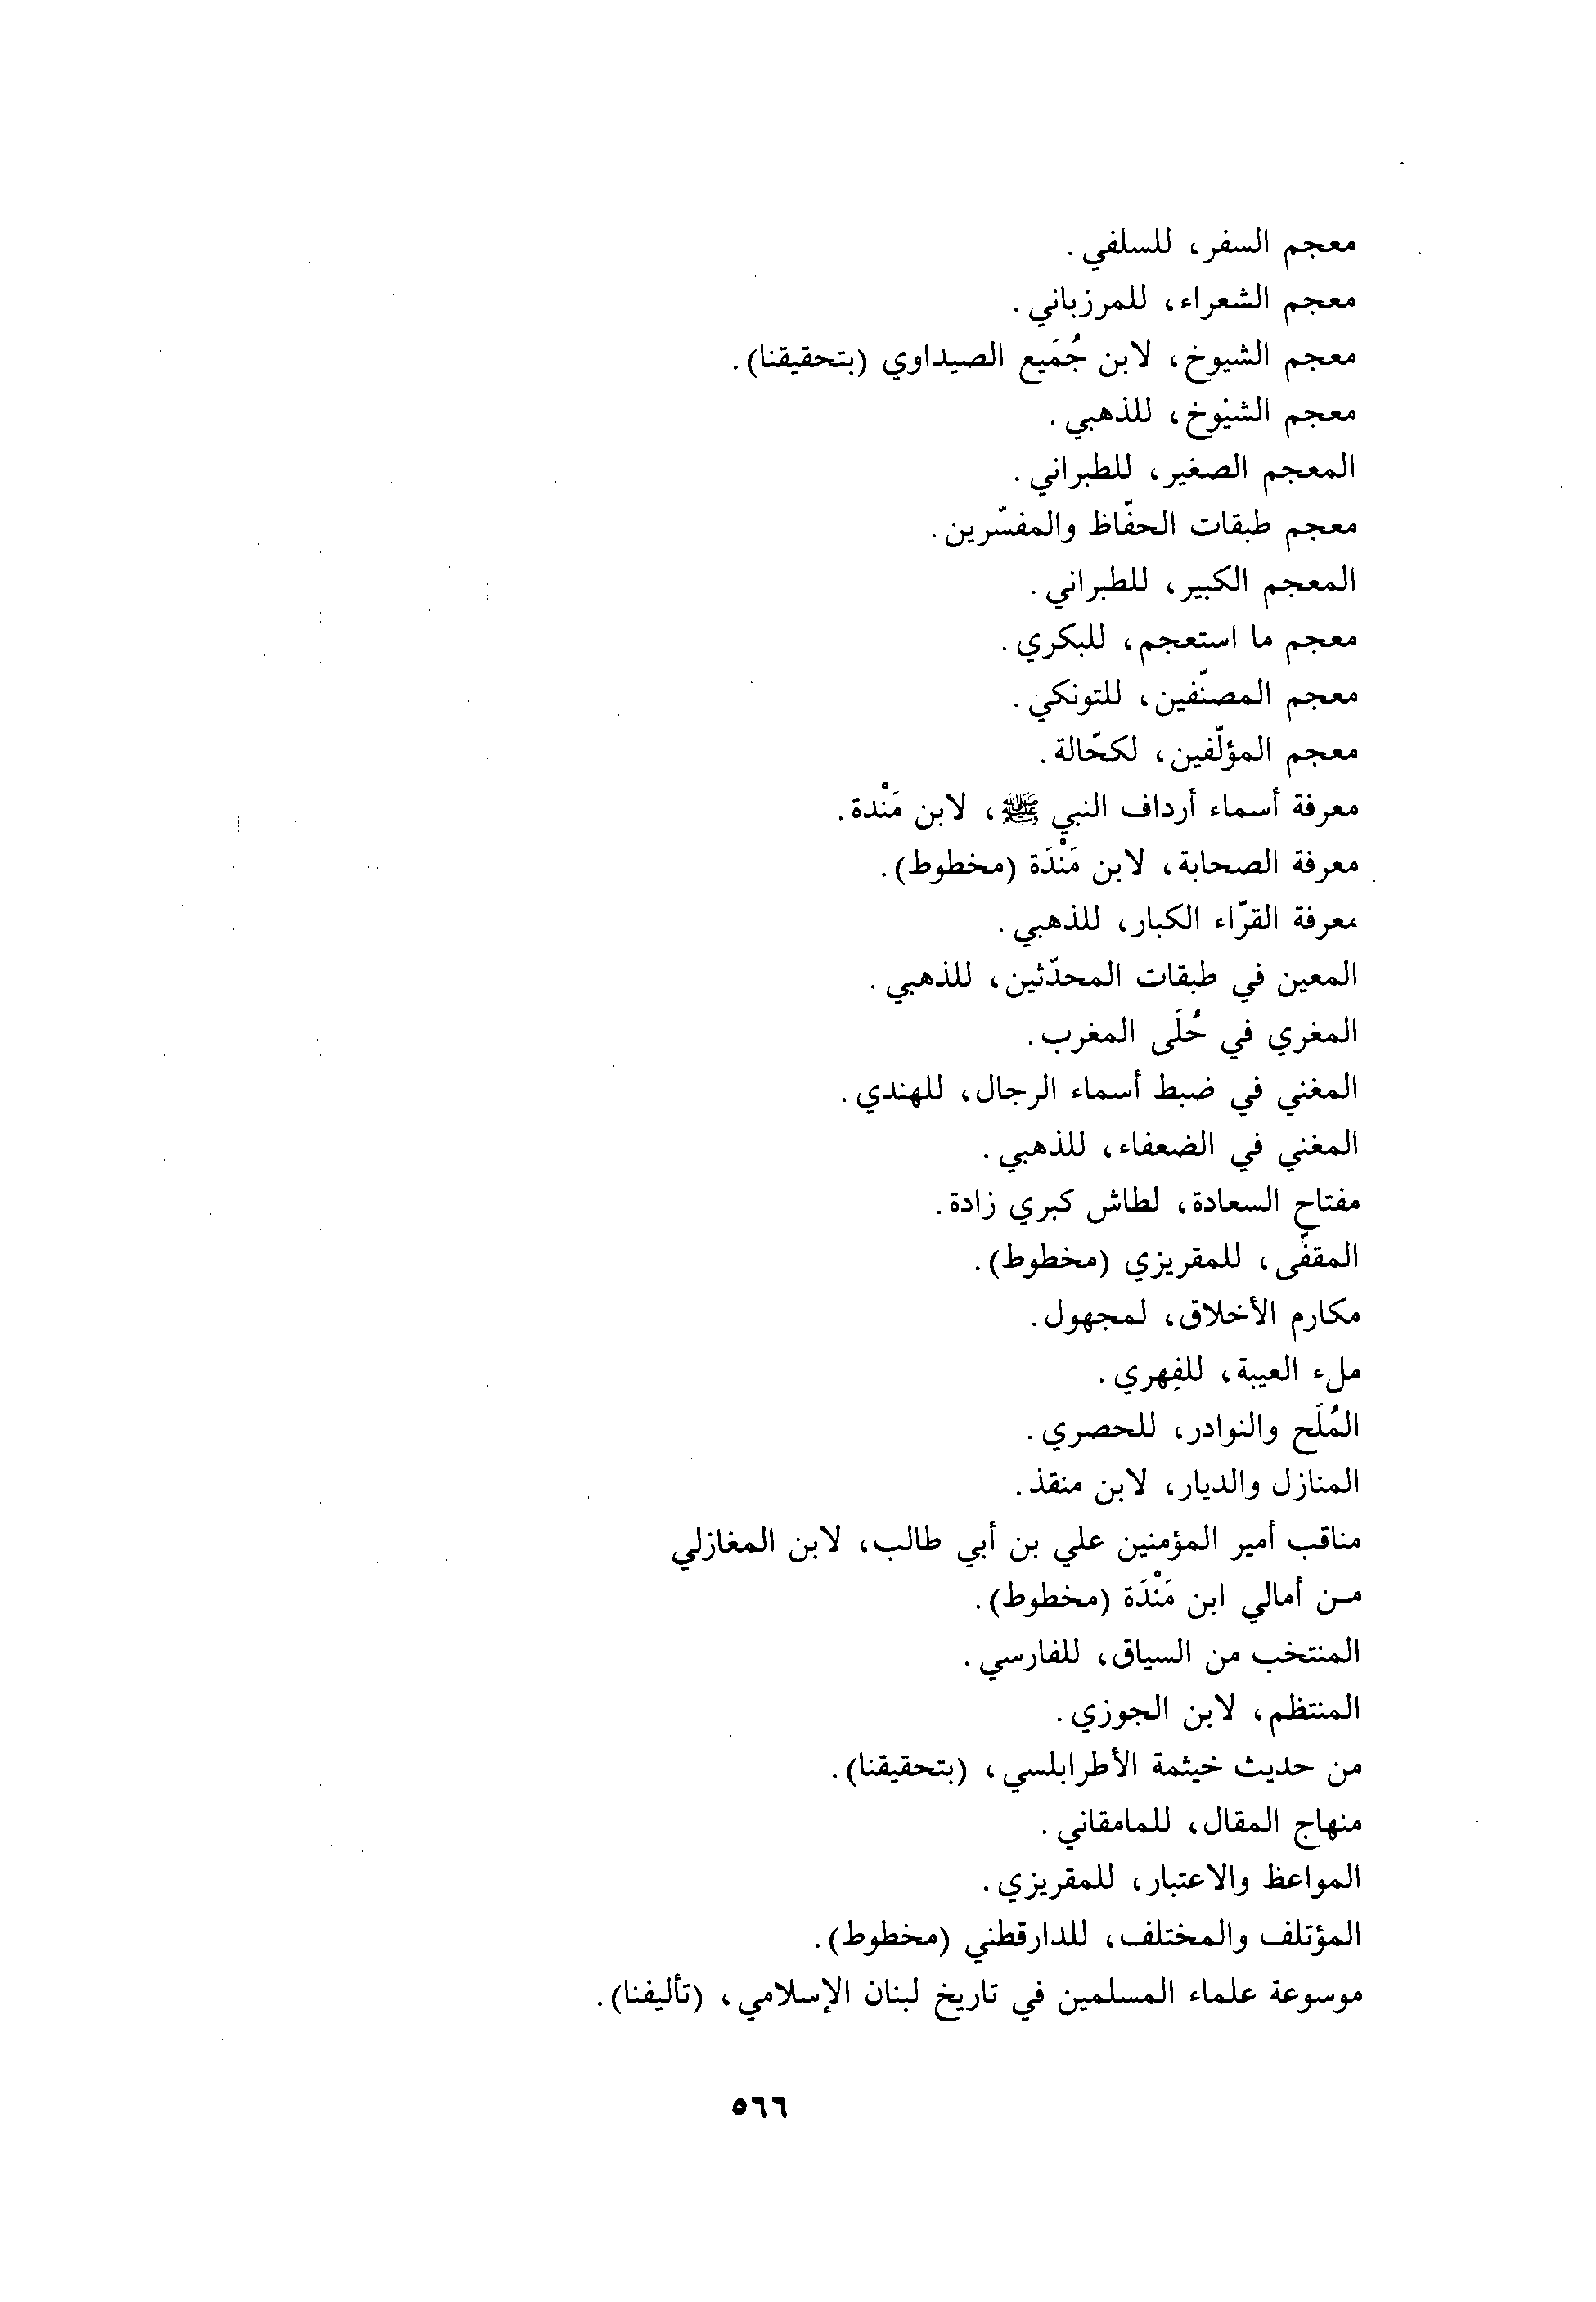 معجم السفر، للسلفي.
معجم الشعراء، للمرزباني.
معجم الشيوخ، لابن جُمَيع الصيداوي (بتحقيقنا).
معجم الشيوخ، للذهبي.
المعجم الصغير، للطبراني.
معجم طبقات الحفّاظ والمفسّرين.
المعجم الكبير، للطبراني.
معجم ما استعجم، للبكري.
معجم المصنّفين، للتونكي.
معجم المؤلّفين، لكحّالة.
معرفة أسماء أرداف النبي ﷺ، لابن مَنْدة.
معرفة الصحابة، لابن مَنْدَة (مخطوط).
معرفة القرّاء الكبار، للذهبي.
المعين في طبقات المحدّثين، للذهبي.
المغري في حُلَى المغرب.
المغني في ضبط أسماء الرجال، للهندي.
المغني في الضعفاء، للذهبي.
مفتاح السعادة، لطاش كبري زادة.
المقفّى، للمقريزي (مخطوط).
مكارم الأخلاق، لمجهول.
ملء العيبة، للفِهري.
المُلَح والنوادر، للحصري.
المنازل والديار، لابن منقذ.
مناقب أمير المؤمنين علي بن أبي طالب، لابن المغازلي
من أمالي ابن مَنْدَة (مخطوط).
المنتخب من السياق، للفارسي.
المنتظم، لابن الجوزي.
من حديث خيثمة الأطرابلسي، (بتحقيقنا).
منهاج المقال، للمامقاني.
المواعظ والاعتبار، للمقريزي.
المؤتلف والمختلف، للدارقطني (مخطوط).
موسوعة علماء المسلمين في تاريخ لبنان الإسلامي، (تأليفنا).
٥٦٦